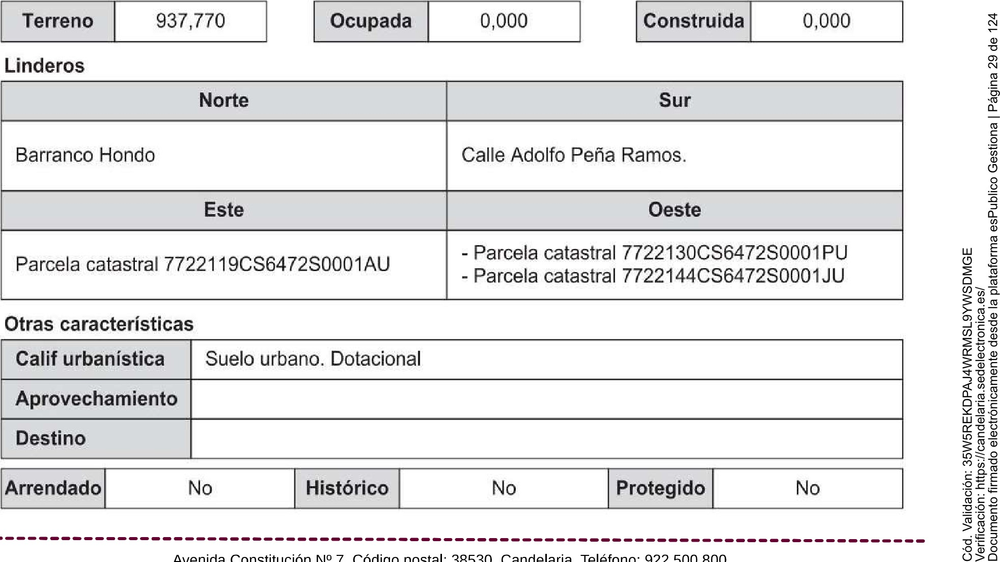 Terreno 937,770 Ocupada 0,000 Construida 0,000
Linderos
Norte Sur
Barranco Hondo Calle Adolfo Peña Ramos.
Este Oeste
Parcela catastral 7722119CS6472S0001AU
- Parcela catastral 7722130CS6472S0001PU
- Parcela catastral 7722144CS6472S0001JU
Otras características
Calif urbanística Suelo urbano. Dotacional
Aprovechamiento
Destino
Arrendado No Histórico No Protegido No
Avenida Constitución Nº 7. Código postal: 38530. Candelaria. Teléfono: 922 500 800
Cód. Validación: 35W5REKDPAJ4WRMSL9YWSDMGE
Verificación: https://candelaria.sedelectronica.es/
Documento firmado electrónicamente desde la plataforma esPublico Gestiona | Página 29 de 124